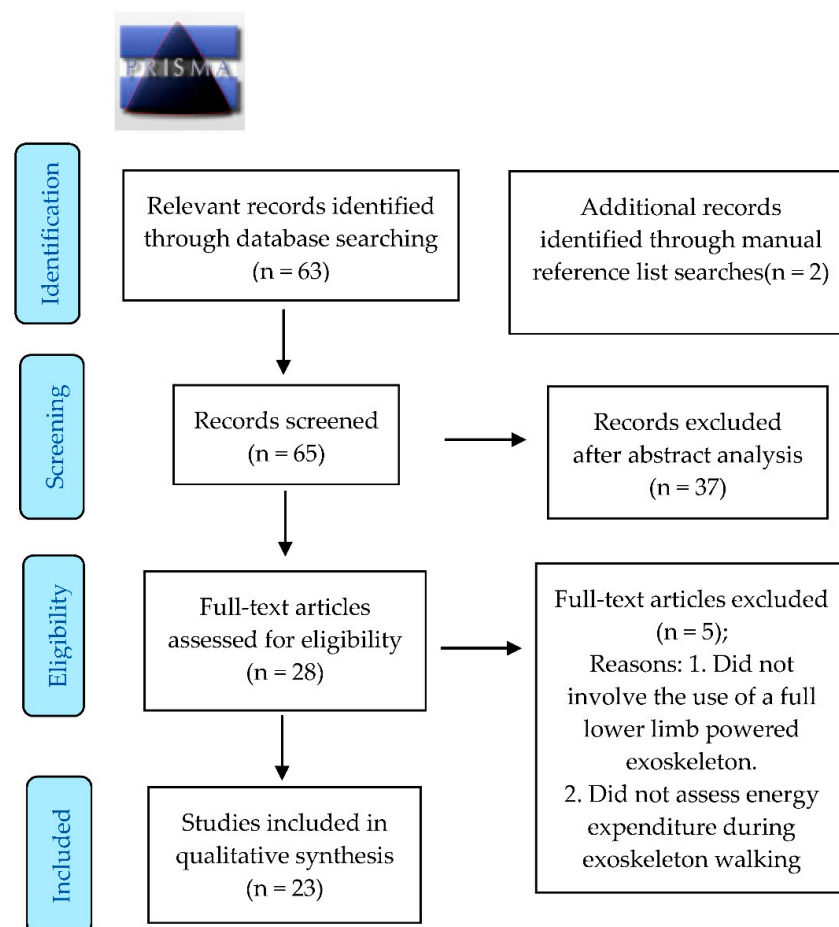 PRISMA
Identification
Relevant records identified
through database searching
(n = 63)
Additional records
identified through manual
reference list searches(n = 2)
Screening
Records screened
(n = 65)
Records excluded
after abstract analysis
(n = 37)
Eligibility
Full-text articles
assessed for eligibility
(n = 28)
Full-text articles excluded
(n = 5);
Reasons: 1. Did not
involve the use of a full
lower limb powered
exoskeleton.
2. Did not assess energy
expenditure during
exoskeleton walking
Included
Studies included in
qualitative synthesis
(n = 23)